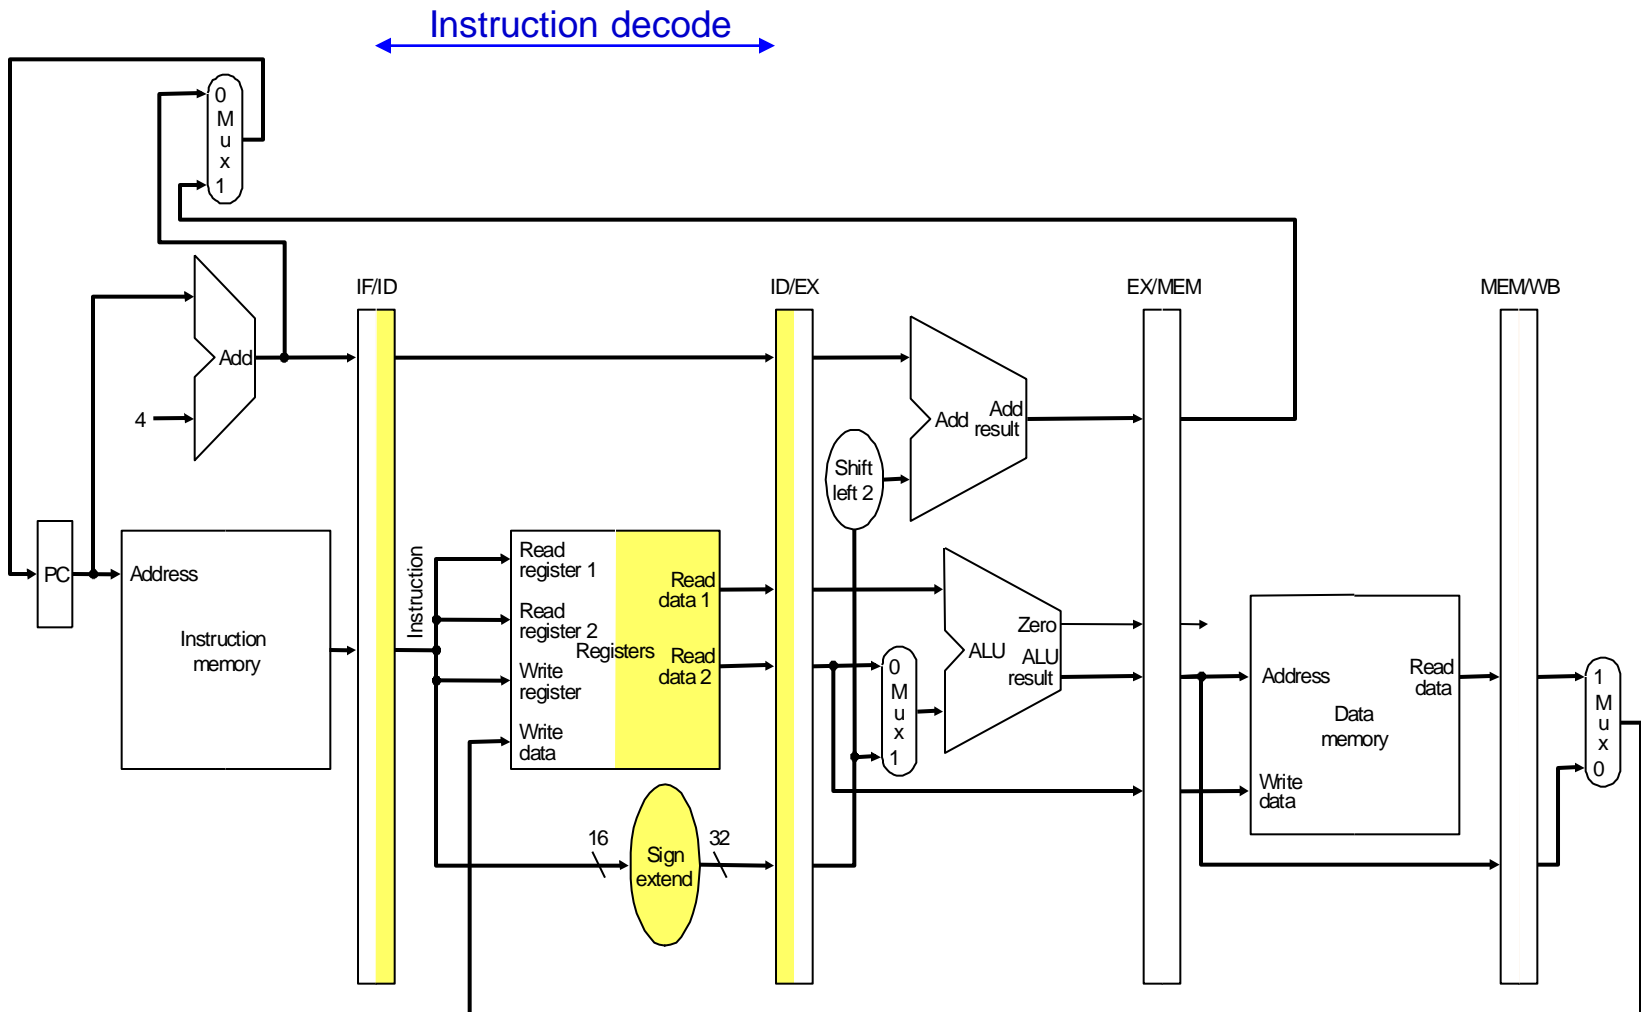 Instruction decode
0
M
u
x
1
IF/ID
ID/EX
EX/MEM
MEM/WB
Add
4
Add
Add
result
Shift
left 2
PC
Address
Instruction
memory
Instruction
Read
register 1
Read
register 2
Write
register
Write
data
Registers
Read
data 1
Read
data 2
16
Sign
extend
32
0
M
u
x
1
Zero
ALU
ALU
result
Address
Read
data
Data
memory
Write
data
1
M
u
x
0